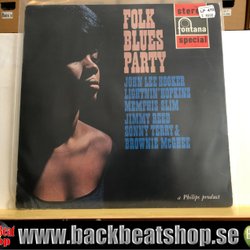 FOLK
BLUES
PARTY
stereo
fontana
special
JOHN LEE HOOKER
LIGHTNIN' HOPKINS
MEMPHIS SLIM
JIMMY REED
SONNY TERRY &
BROWNIE McGHEE
a Philips product
www.backbeatshop.se